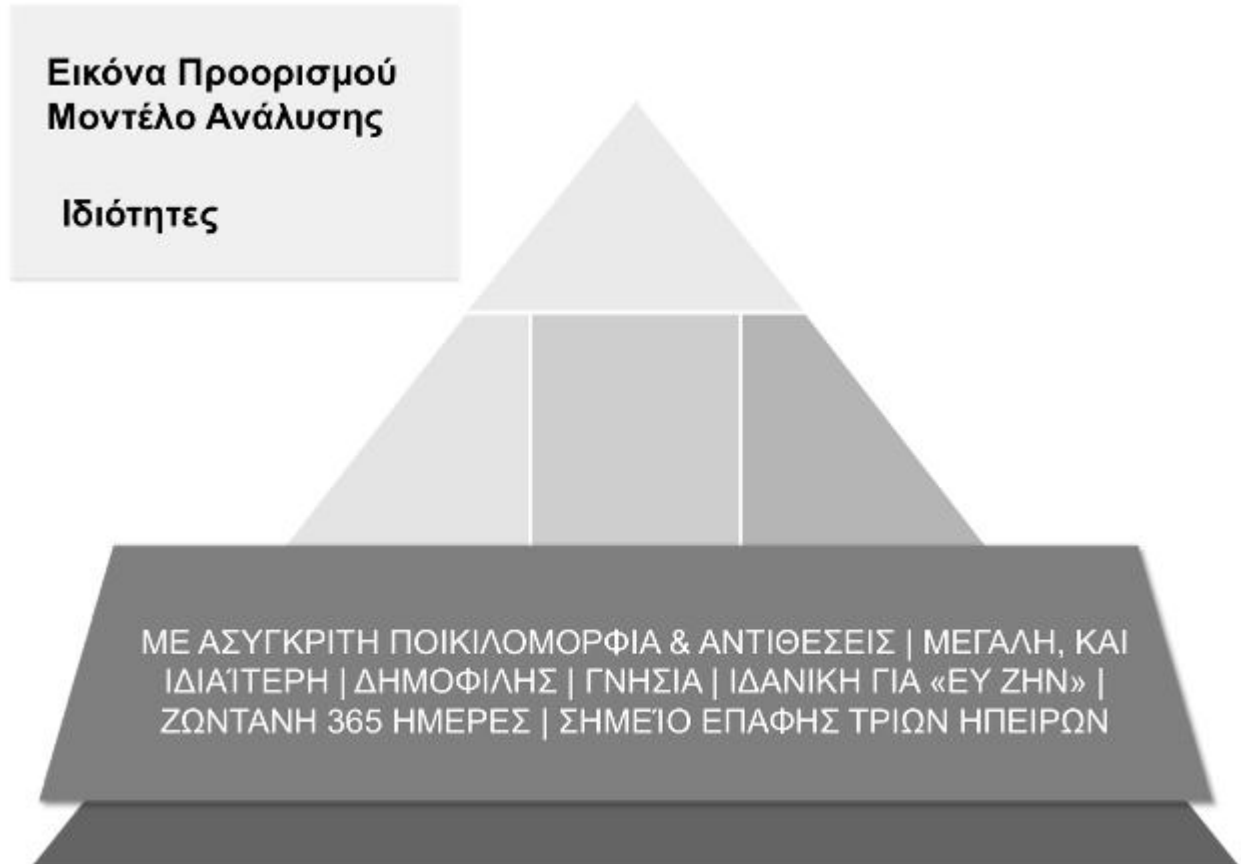 Εικόνα Προορισμού
Μοντέλο Ανάλυσης
Ιδιότητες
ΜΕ ΑΣΥΓΚΡΙΤΗ ΠΟΙΚΙΛΟΜΟΡΦΙΑ & ΑΝΤΙΘΕΣΕΙΣ | ΜΕΓΑΛΗ, ΚΑΙ
ΙΔΙΑΊΤΕΡΗ | ΔΗΜΟΦΙΛΗΣ | ΓΝΗΣΙΑ | ΙΔΑΝΙΚΗ ΓΙΑ «ΕΥ ΖΗΝ» |
ΖΩΝΤΑΝΗ 365 ΗΜΕΡΕΣ | ΣΗΜΕΊΟ ΕΠΑΦΗΣ ΤΡΙΩΝ ΗΠΕΙΡΩΝ